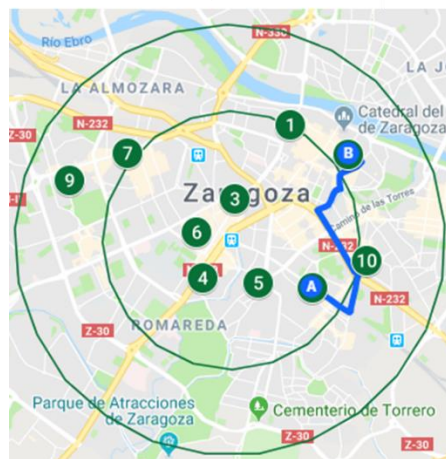 N-330
Río Ebro
LA JU
LA ALMOZARA
Catedral del
de Zaragoza
1
Z-30
N-232
7
B
9
Zaragoza
3
Camino de las Torres
6
N-232
10
4
5
A
N-232
ROMAREDA
Z-30
Parque de Atracciones
de Zaragoza
Cementerio de Torrero
Z-30